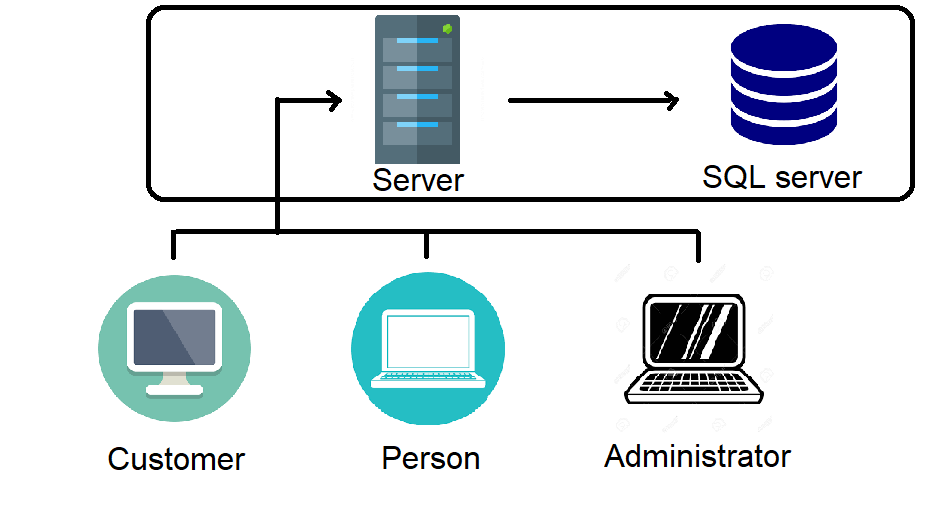 Server
SQL server
Customer
Person
Administrator